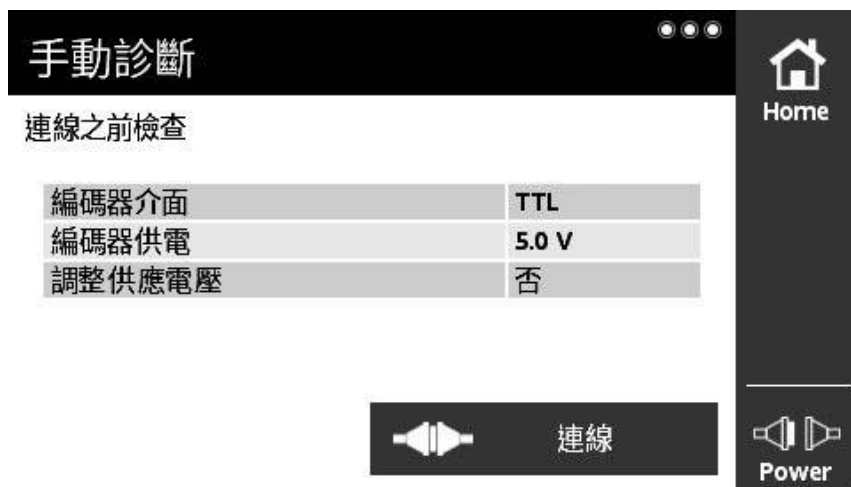 手動診斷
Home
連線之前檢查
編碼器介面 TTL
編碼器供電 5.0 V
調整供應電壓 否
連線
Power